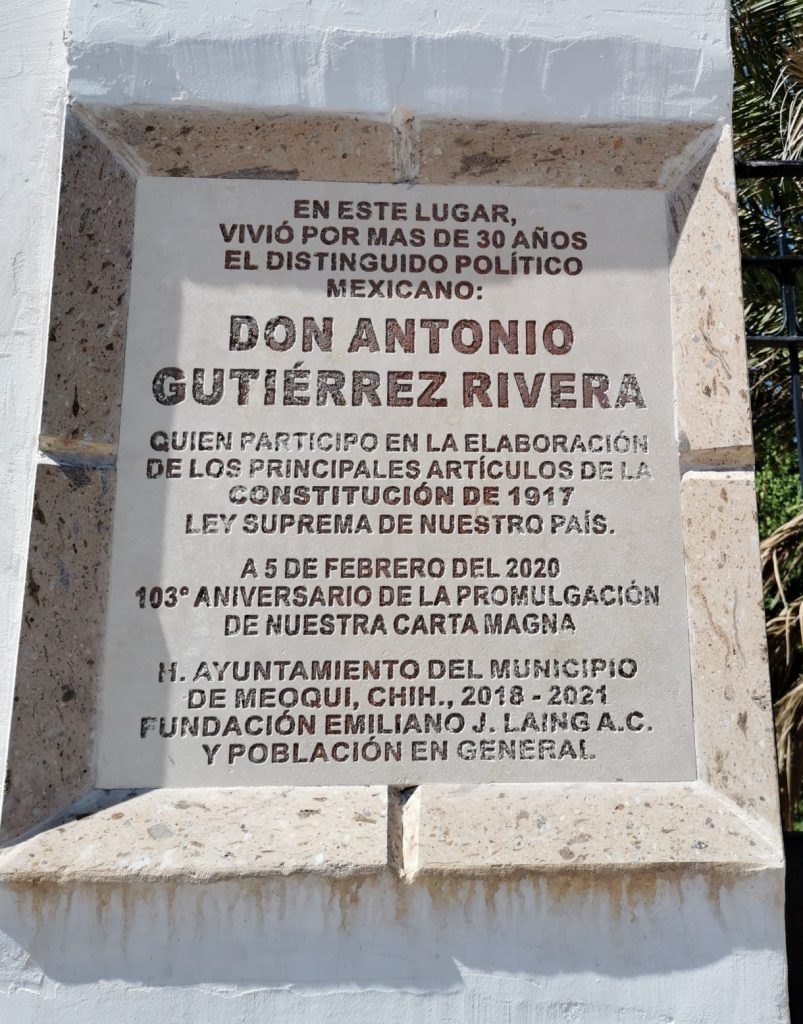 EN ESTE LUGAR,
VIVIÓ POR MAS DE 30 AÑOS
EL DISTINGUIDO POLÍTICO
MEXICANO:
DON ANTONIO
GUTIÉRREZ RIVERA
QUIEN PARTICIPO EN LA ELABORACIÓN
DE LOS PRINCIPALES ARTÍCULOS DE LA
CONSTITUCIÓN DE 1917
LEY SUPREMA DE NUESTRO PAÍS.
A 5 DE FEBRERO DEL 2020
103° ANIVERSARIO DE LA PROMULGACIÓN
DE NUESTRA CARTA MAGNA
H. AYUNTAMIENTO DEL MUNICIPIO
DE MEOQUI, CHIH., 2018 - 2021
FUNDACIÓN EMILIANO J. LAING A.C.
Y POBLACIÓN EN GENERAL